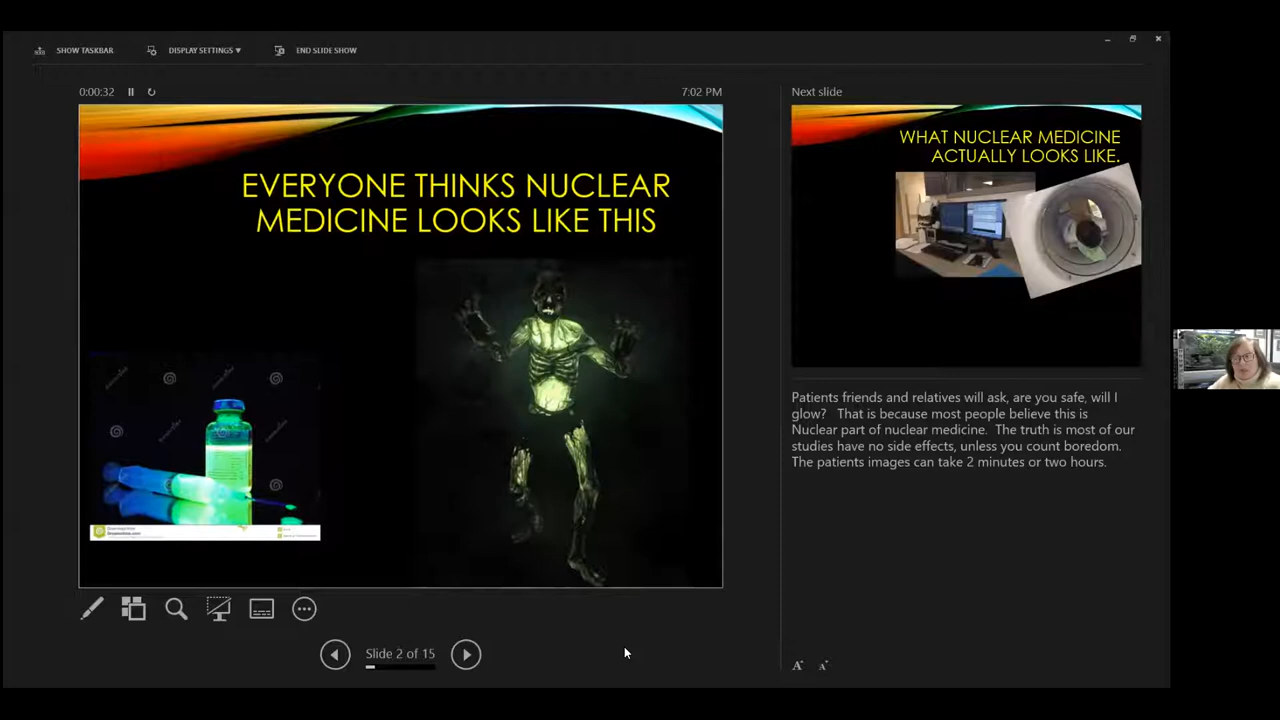 SHOW TASKBAR
DISPLAY SETTINGS ▼
END SLIDE SHOW
0:00:32
7:02 PM
EVERYONE THINKS NUCLEAR
MEDICINE LOOKS LIKE THIS
Slide 2 of 15
Next slide
WHAT NUCLEAR MEDICINE
ACTUALLY LOOKS LIKE.
Patients friends and relatives will ask, are you safe, will I
glow? That is because most people believe this is
Nuclear part of nuclear medicine. The truth is most of our
studies have no side effects, unless you count boredom.
The patients images can take 2 minutes or two hours.